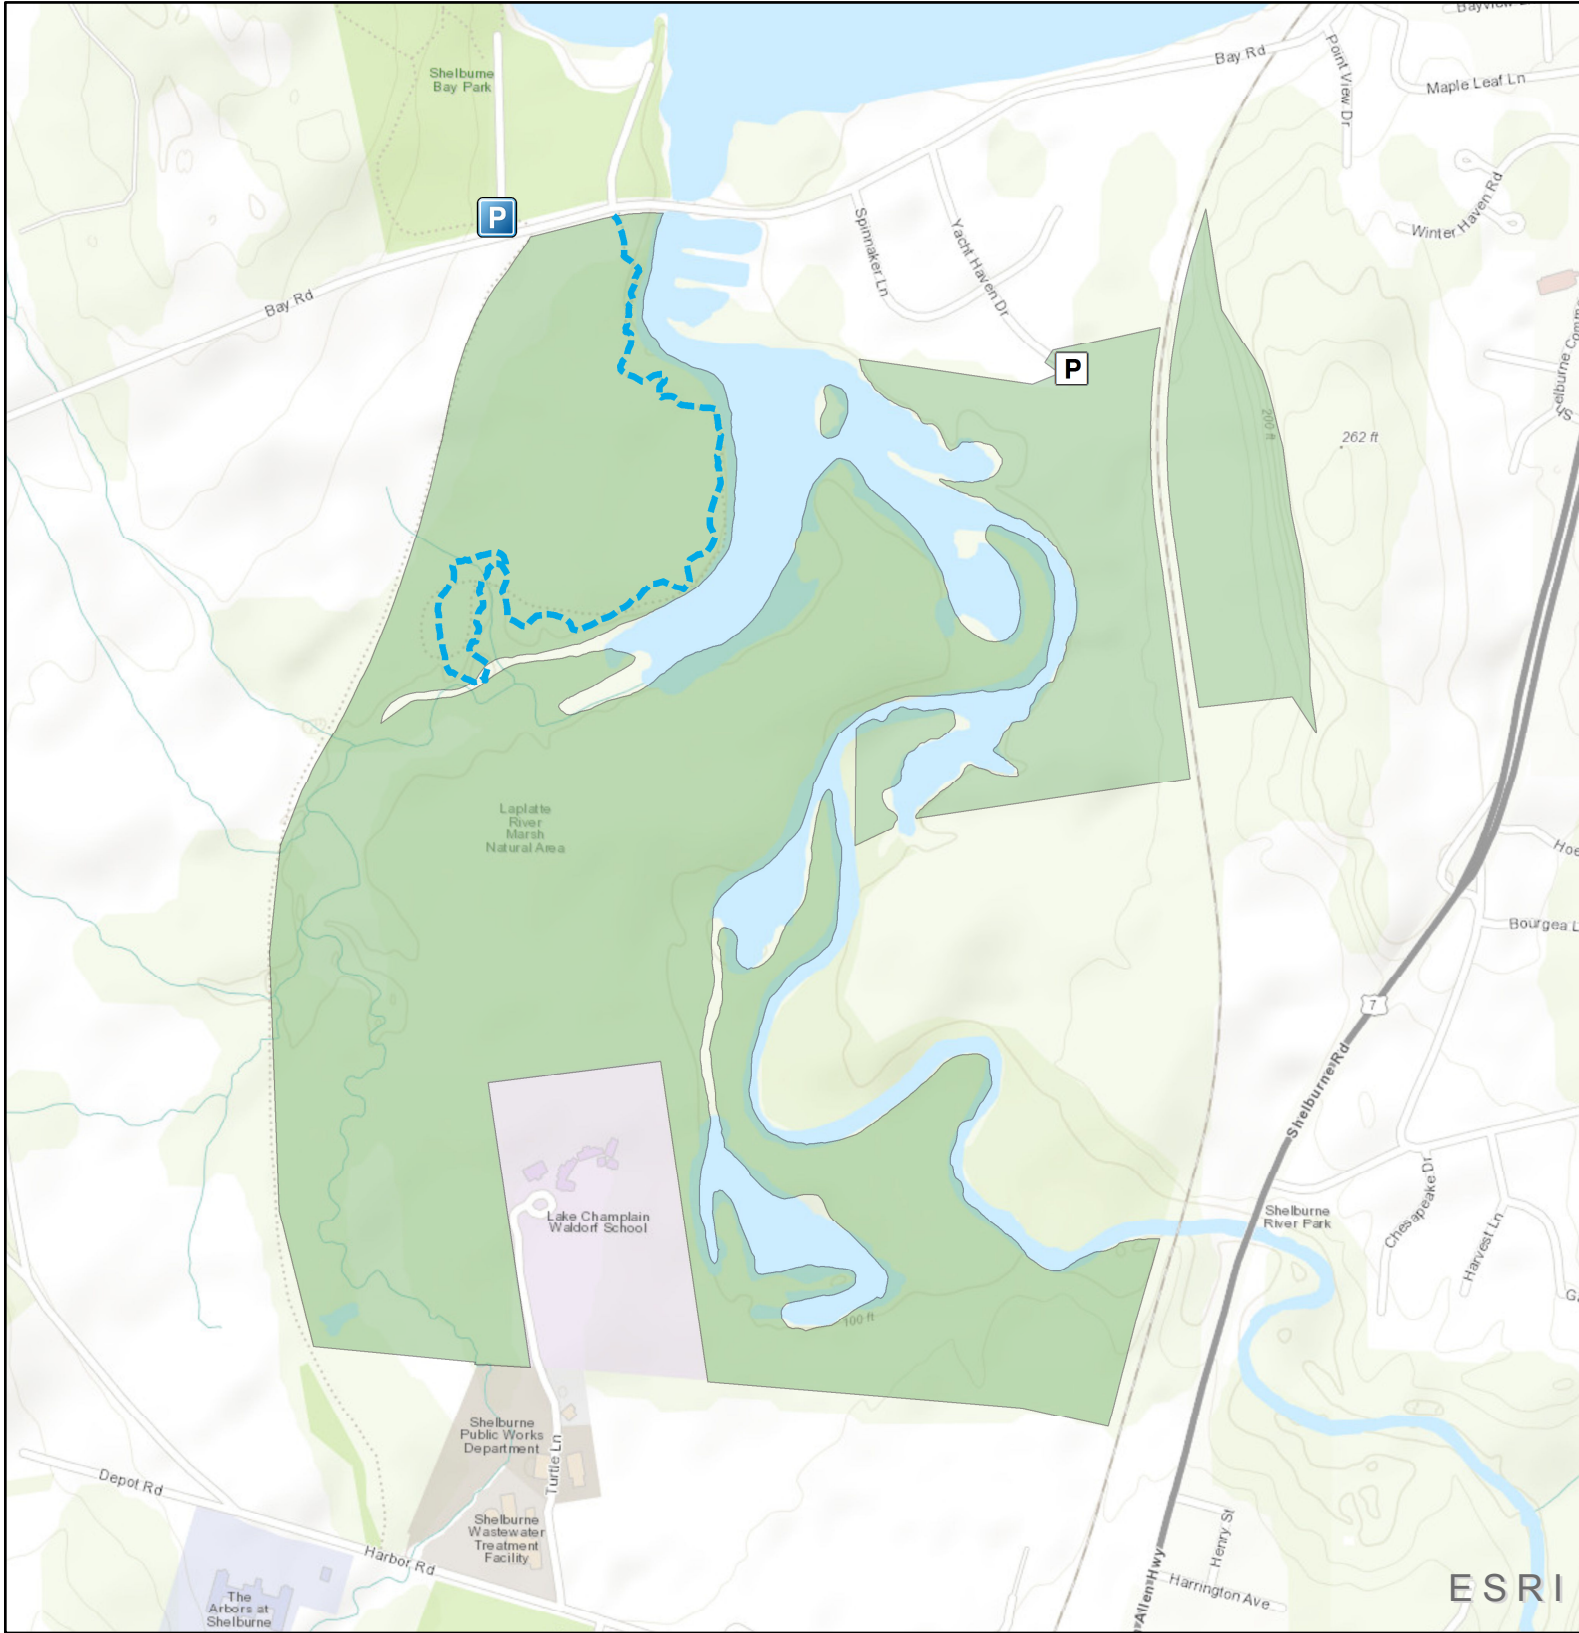 Bay Rd
Point View Dr
Maple Leaf Ln
Shelburne
Bay Park
P
Winter Haven Rd
Spinnaker Ln
Yacht Haven Dr
Bay Rd
P
200 ft
262 ft
Laplatte
River
Marsh
Natural Area
7
Shelburne Rd
Lake Champlain
Waldorf School
Shelburne
River Park
Chesapeake Dr
Harvest Ln
100 ft
Shelburne
Public Works
Department
Turtle Ln
Depot Rd
Shelburne
Wastewater
Treatment
Facility
Henry St
Harbor Rd
Harrington Ave
Allen Hwy
The
Arbors at
Shelburne
ESRI